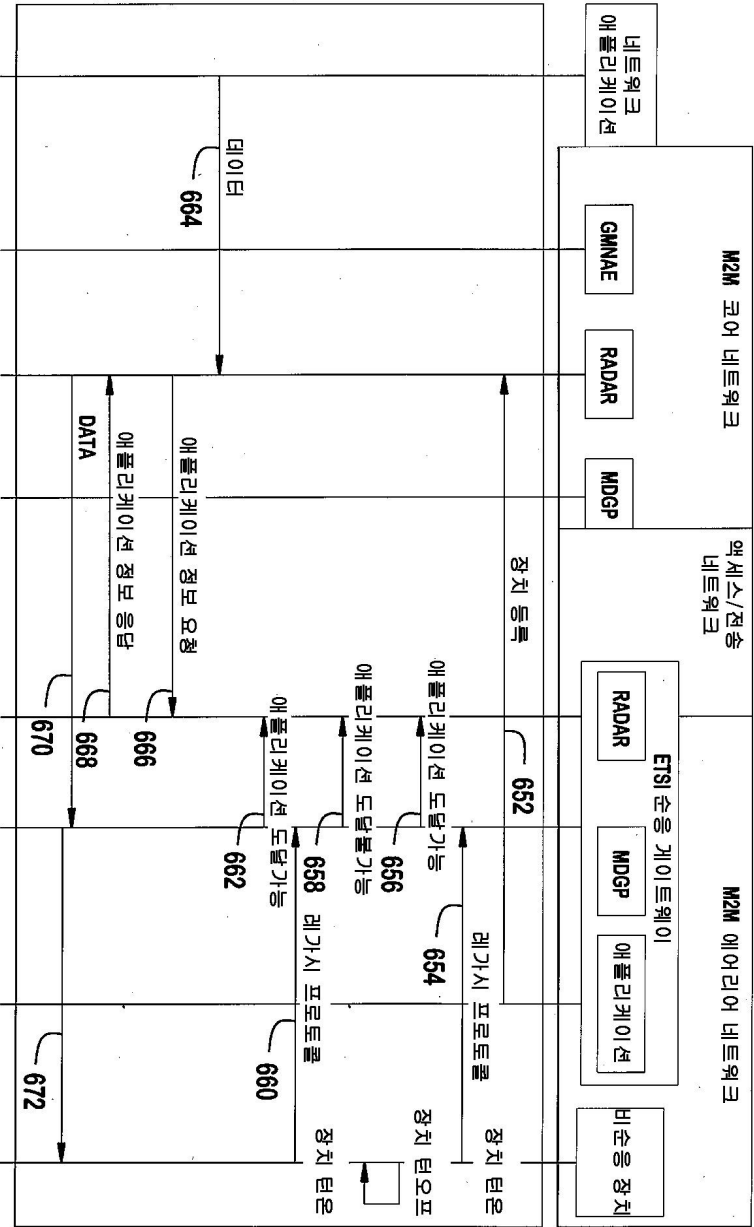 네트워크
애플리케이션
M2M 코어 네트워크
GMNAE
RADAR
MDGP
액세스/전송
네트워크
M2M 에어리어 네트워크
ETSI 순응 게이트웨이
RADAR
MDGP
애플리케이션
비순응 장치
장치 등록
652
장치 턴온
레가시 프로토콜
654
애플리케이션 도달가능
656
장치 턴오프
애플리케이션 도달불가능
658
장치 턴온
레가시 프로토콜
660
애플리케이션 도달가능
662
데이터
664
애플리케이션 정보 요청
666
애플리케이션 정보 응답
668
DATA
670
672